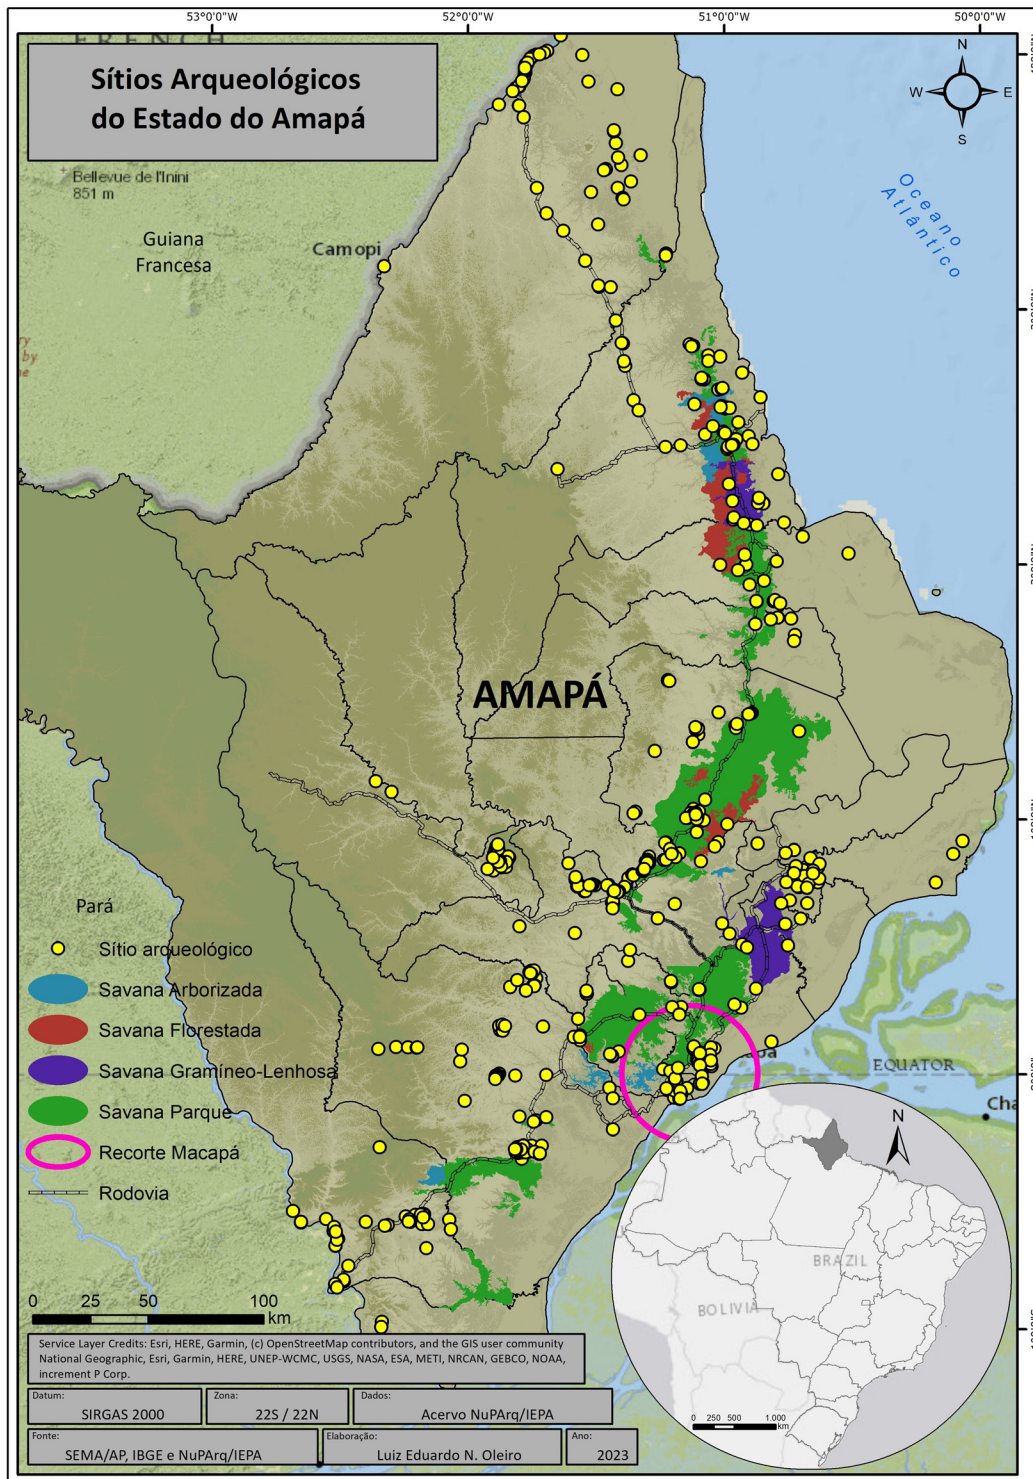 53°0'0"W
52°0'0"W
51°0'0"W
50°0'0"W
FRENCH
Sítios Arqueológicos
do Estado do Amapá
N
W
E
S
Bellevue de l'Inini
851 m
Guiana
Francesa
Camopi
Oceano
Atlântico
by
AMAPÁ
Pará
Sítio arqueológico
Savana Arborizada
Savana Florestada
Savana Gramíneo-Lenhosa
Savana Parque
Recorte Macapá
Rodovia
EQUATOR
Cha
N
BRAZIL
BOLIVIA
0 25 50 100
km
0 250 500 1.000
km
Service Layer Credits: Esri, HERE, Garmin, (c) OpenStreetMap contributors, and the GIS user community
National Geographic, Esri, Garmin, HERE, UNEP-WCMC, USGS, NASA, ESA, METI, NRCAN, GEBCO, NOAA,
increment P Corp.
Datum:
SIRGAS 2000
Zona:
22S / 22N
Dados:
Acervo NuPArq/IEPA
Fonte:
SEMA/AP, IBGE e NuPArq/IEPA
Elaboração:
Luiz Eduardo N. Oleiro
Ano:
2023